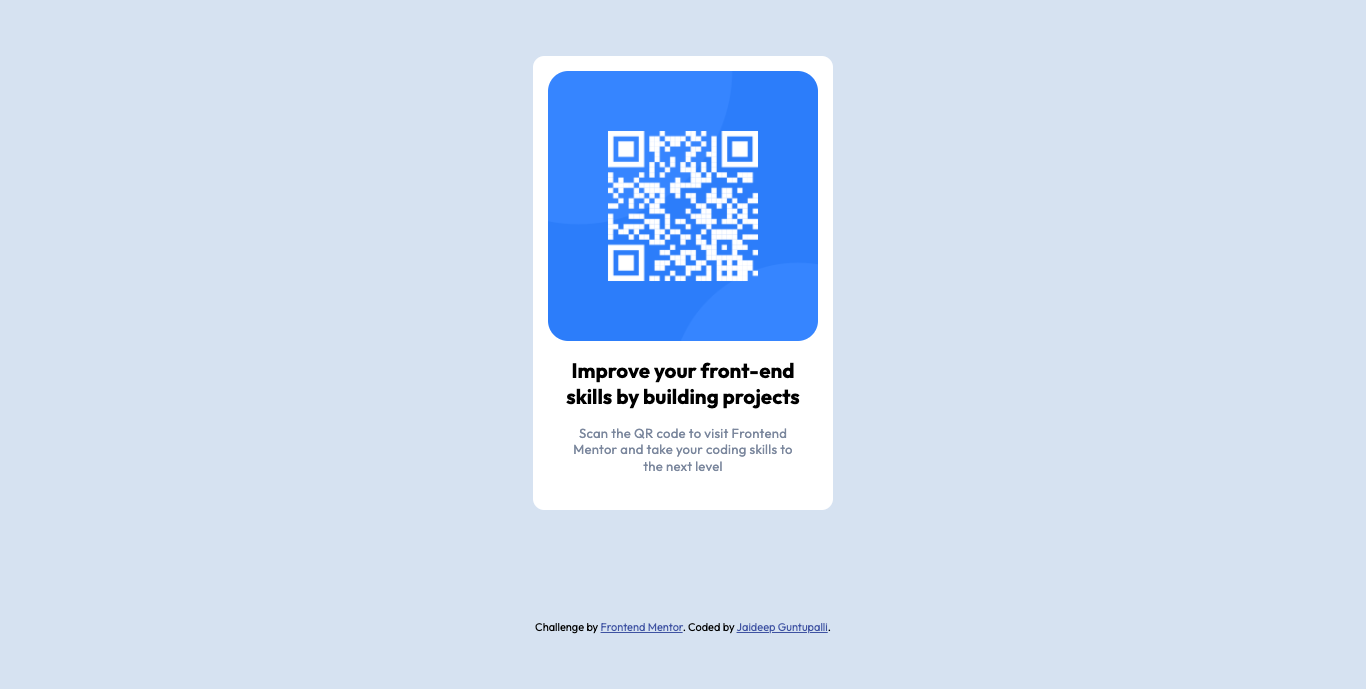 Improve your front-end
skills by building projects
Scan the QR code to visit Frontend
Mentor and take your coding skills to
the next level
Challenge by Frontend Mentor. Coded by Jaideep Guntupalli.